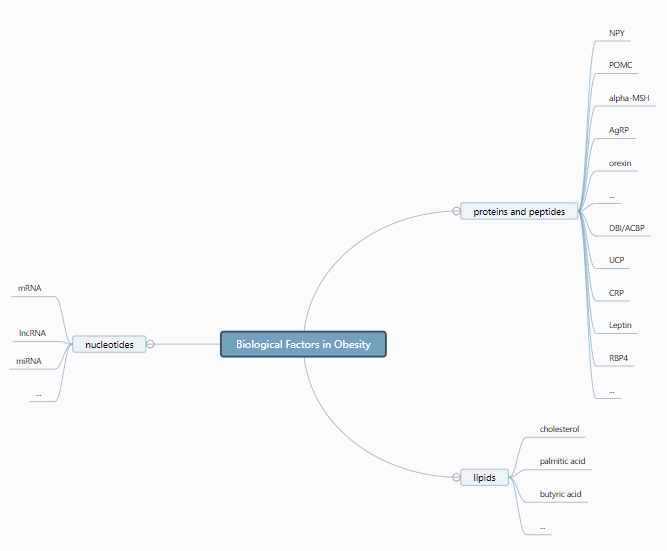 NPY
POMC
alpha-MSH
AgRP
orexin
...
proteins and peptides
DBI/ACBP
UCP
CRP
Leptin
RBP4
...
mRNA
lncRNA
miRNA
...
nucleotides
Biological Factors in Obesity
cholesterol
palmitic acid
lipids
butyric acid
...